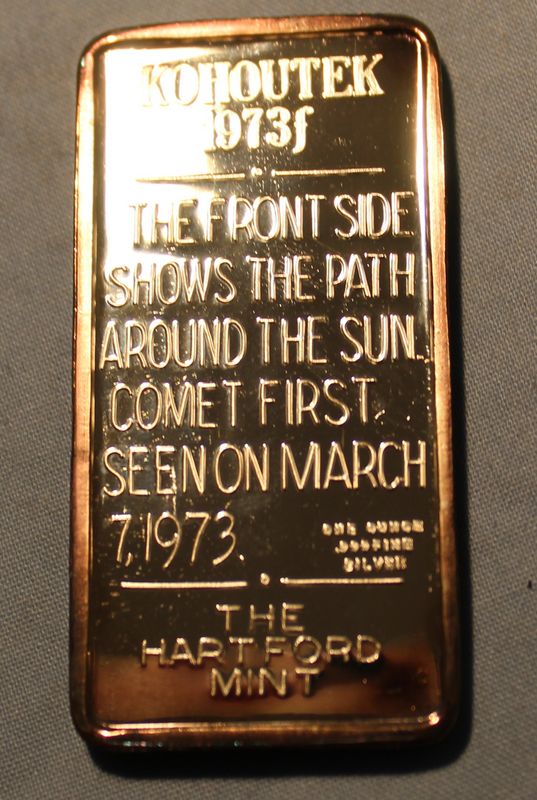 KOHOUTEK
1973f
THE FRONT SIDE
SHOWS THE PATH
AROUND THE SUN.
COMET FIRST
SEEN ON MARCH
7, 1973.
ONE OUNCE
.999 FINE
SILVER
THE
HARTFORD
MINT